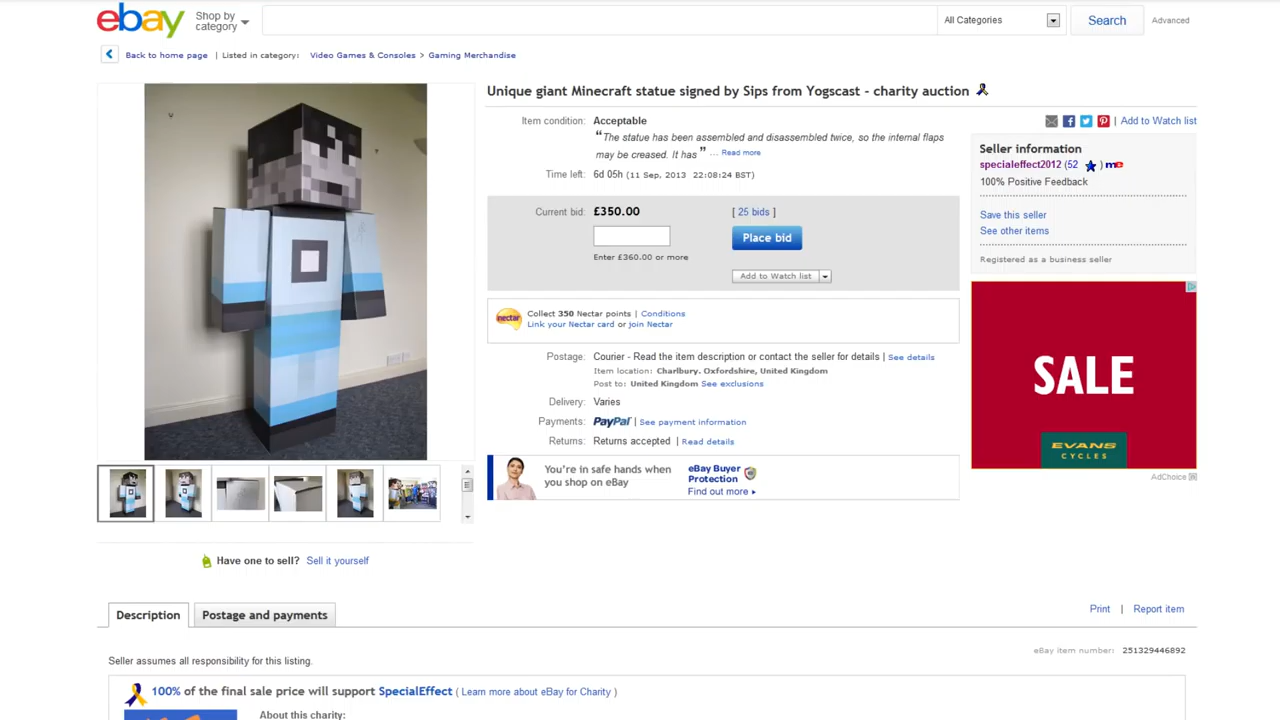 ebay
Shop by
category
All Categories
Search
Advanced
Back to home page | Listed in category: Video Games & Consoles > Gaming Merchandise
Unique giant Minecraft statue signed by Sips from Yogscast - charity auction
Item condition: Acceptable
“The statue has been assembled and disassembled twice, so the internal flaps
may be creased. It has ” ... Read more
Time left: 6d 05h (11 Sep, 2013 22:08:24 BST)
Current bid: £350.00 [ 25 bids ]
Place bid
Enter £360.00 or more
Add to Watch list
nectar
Collect 350 Nectar points | Conditions
Link your Nectar card or join Nectar
Postage: Courier - Read the item description or contact the seller for details | See details
Item location: Charlbury. Oxfordshire, United Kingdom
Post to: United Kingdom See exclusions
Delivery: Varies
Payments: PayPal | See payment information
Returns: Returns accepted | Read details
You're in safe hands when
you shop on eBay
eBay Buyer
Protection
Find out more
| Add to Watch list
Seller information
specialeffect2012 (52 ) me
100% Positive Feedback
Save this seller
See other items
Registered as a business seller
SALE
EVANS
CYCLES
AdChoice
Have one to sell? Sell it yourself
Description
Postage and payments
Print | Report item
eBay item number: 251329446892
Seller assumes all responsibility for this listing.
100% of the final sale price will support SpecialEffect ( Learn more about eBay for Charity )
About this charity: